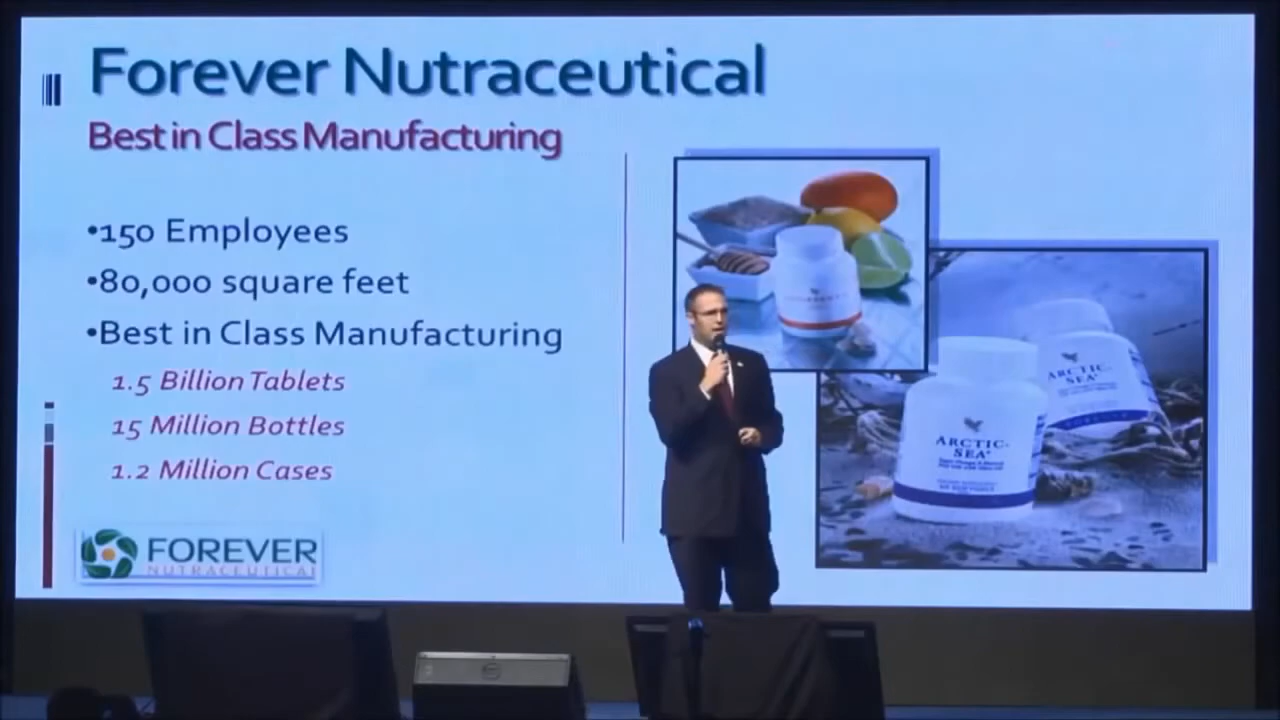 Forever Nutraceutical
Best in Class Manufacturing
•150 Employees
•80,000 square feet
•Best in Class Manufacturing
1.5 Billion Tablets
15 Million Bottles
1.2 Million Cases
FOREVER
NUTRACEUTICAL
ARCTIC-
SEA
ARCTIC-
SEA